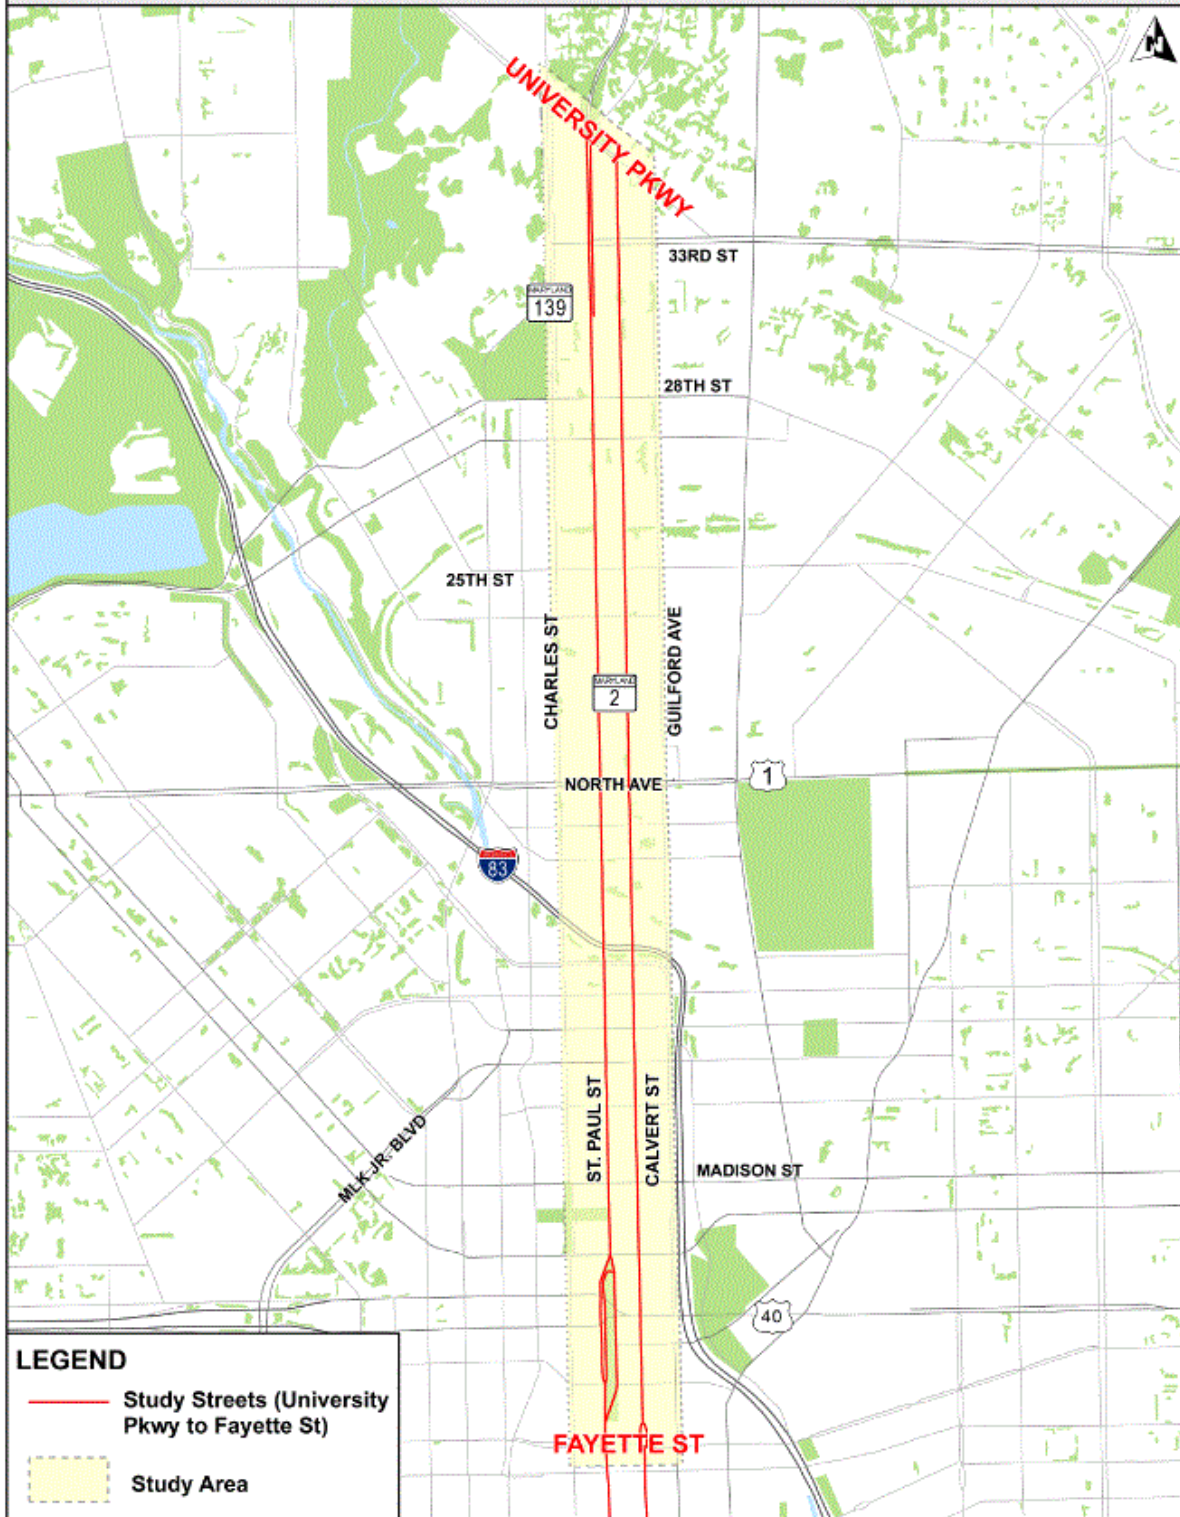 N
UNIVERSITY PKWY
33RD ST
MARYLAND
139
28TH ST
25TH ST
CHARLES ST
GUILFORD AVE
MARYLAND
2
NORTH AVE
1
83
ST. PAUL ST
CALVERT ST
MLK JR. BLVD
MADISON ST
40
FAYETTE ST
LEGEND
Study Streets (University
Pkwy to Fayette St)
Study Area